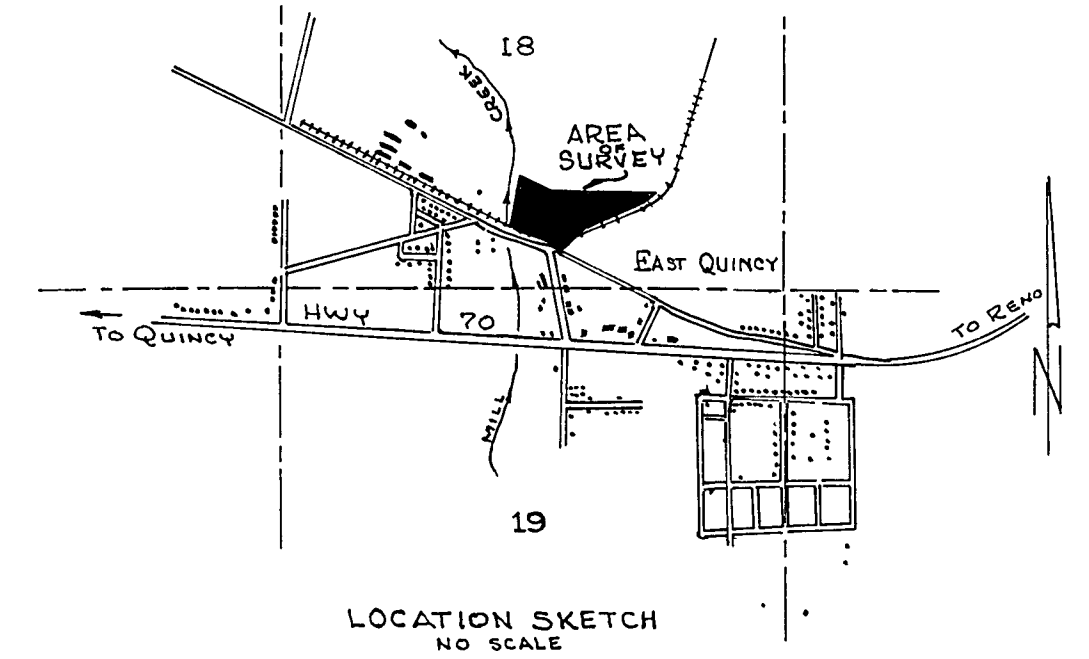 18
CREEK
AREA
OF
SURVEY
EAST QUINCY
HWY 70
TO QUINCY
TO RENO
N
MILL
19
LOCATION SKETCH
NO SCALE